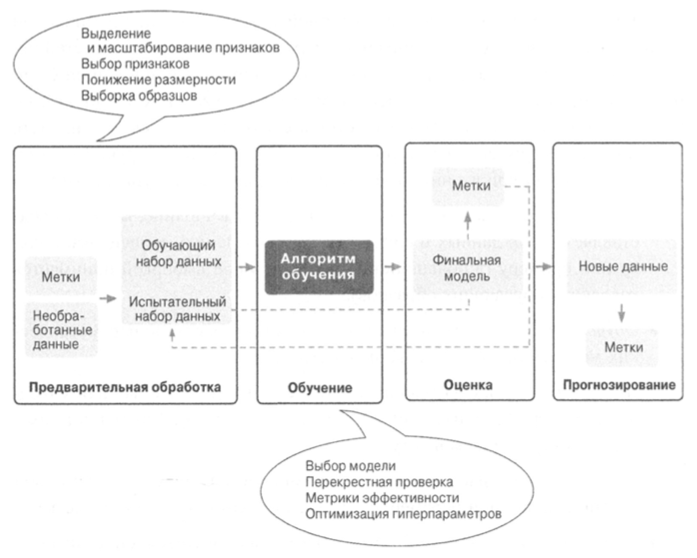 Выделение
и масштабирование признаков
Выбор признаков
Понижение размерности
Выборка образцов
Метки
Необра-
ботанные
данные
Обучающий
набор данных
Испытательный
набор данных
Предварительная обработка
Алгоритм
обучения
Обучение
Метки
Финальная
модель
Оценка
Новые данные
Метки
Прогнозирование
Выбор модели
Перекрестная проверка
Метрики эффективности
Оптимизация гиперпараметров